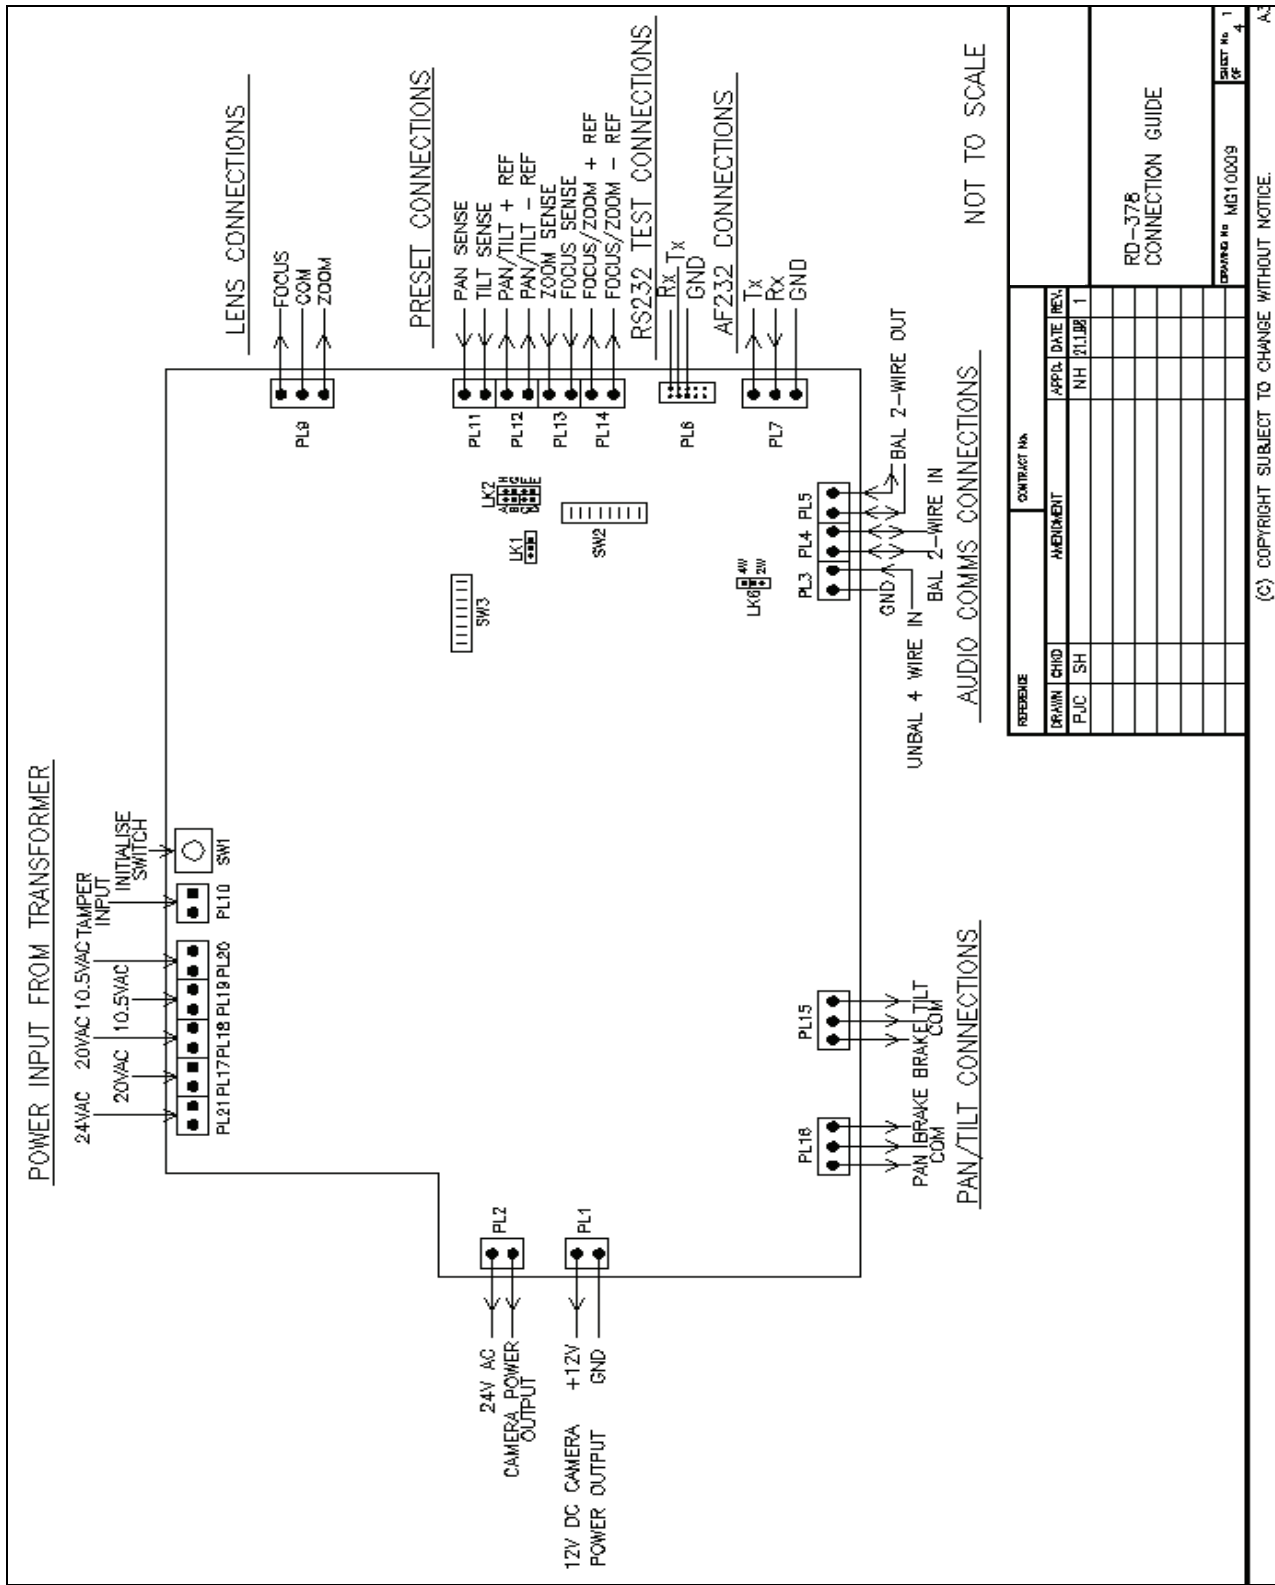 POWER INPUT FROM TRANSFORMER
24VAC
20VAC
20VAC
10.5VAC
10.5VAC
TAMPER
INPUT
INITIALISE
SWITCH
PL21
PL17
PL18
PL19
PL20
PL10
SW1
LENS CONNECTIONS
FOCUS
COM
ZOOM
PL9
PRESET CONNECTIONS
PAN SENSE
TILT SENSE
PAN/TILT + REF
PAN/TILT - REF
ZOOM SENSE
FOCUS SENSE
FOCUS/ZOOM + REF
FOCUS/ZOOM - REF
PL11
PL12
PL13
PL14
RS232 TEST CONNECTIONS
Rx
Tx
GND
PL6
AF232 CONNECTIONS
Tx
Rx
GND
PL7
SW3
LK1
LK2
A
B
C
D
H
G
F
E
SW2
LK6
4W
2W
24V AC
CAMERA POWER
OUTPUT
PL2
12V DC CAMERA
POWER OUTPUT
+12V
GND
PL1
PL16
PAN
BRAKE
COM
PL15
BRAKE
TILT
COM
PAN/TILT CONNECTIONS
PL3
PL4
PL5
GND
UNBAL 4 WIRE IN
BAL 2-WIRE IN
BAL 2-WIRE OUT
AUDIO COMMS CONNECTIONS
NOT TO SCALE
REFERENCE
CONTRACT No.
DRAWN
CHKD
AMENDMENT
APPD.
DATE
REV.
PJC
SH
NH
21.1.98
1
RD-378
CONNECTION GUIDE
DRAWING No
MG10009
SHEET No. 1
OF 4
(C) COPYRIGHT SUBJECT TO CHANGE WITHOUT NOTICE.
A3